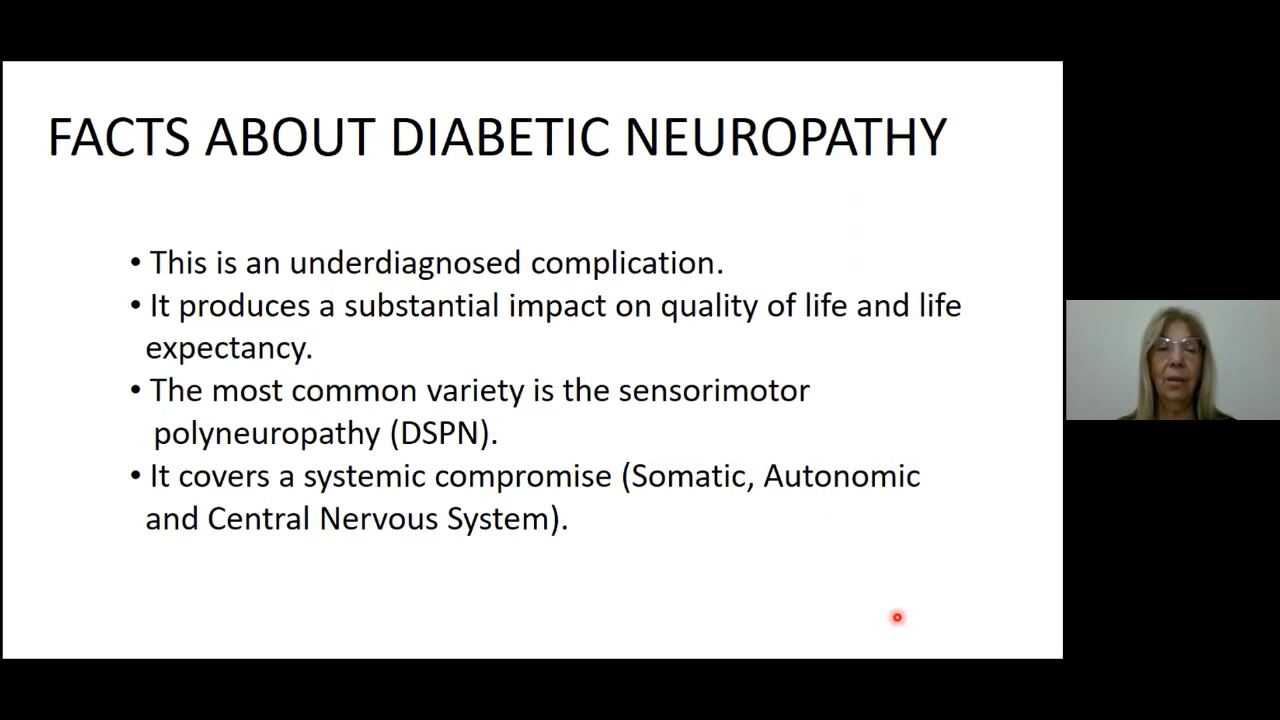 FACTS ABOUT DIABETIC NEUROPATHY
• This is an underdiagnosed complication.
• It produces a substantial impact on quality of life and life
expectancy.
• The most common variety is the sensorimotor
polyneuropathy (DSPN).
• It covers a systemic compromise (Somatic, Autonomic
and Central Nervous System).